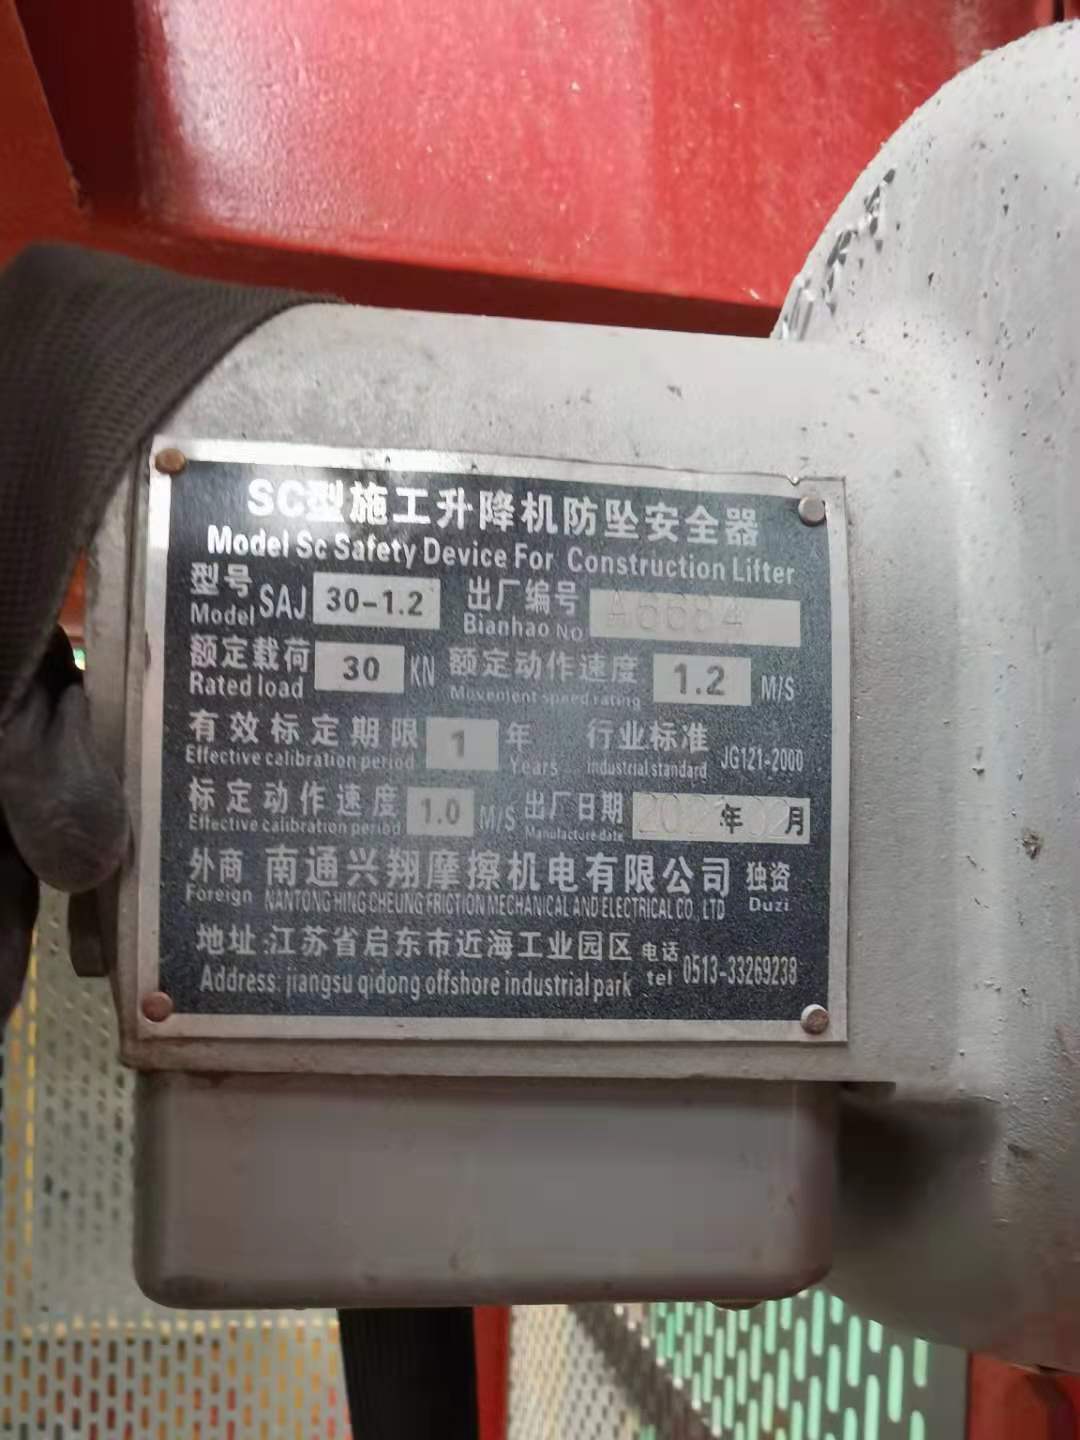 SC型施工升降机防坠安全器
Model Sc Safety Device For Construction Lifter
型号 SAJ 30-1.2 出厂编号
Model Bianhao No
额定载荷 30 KN 额定动作速度 1.2 M/S
Rated load Movement speed rating
有效标定期限 1 年 行业标准 JG121-2000
Effective calibration period Years industrial standard
标定动作速度 1.0 M/S 出厂日期 年 月
Effective calibration period Manufacture date
外商 南通兴翔摩擦机电有限公司 独资
Foreign NANTONG HING CHEUNG FRICTION MECHANICAL AND ELECTRICAL CO. LTD Duzi
地址:江苏省启东市近海工业园区 电话 0513-33269238
Address: jiangsu qidong offshore industrial park tel